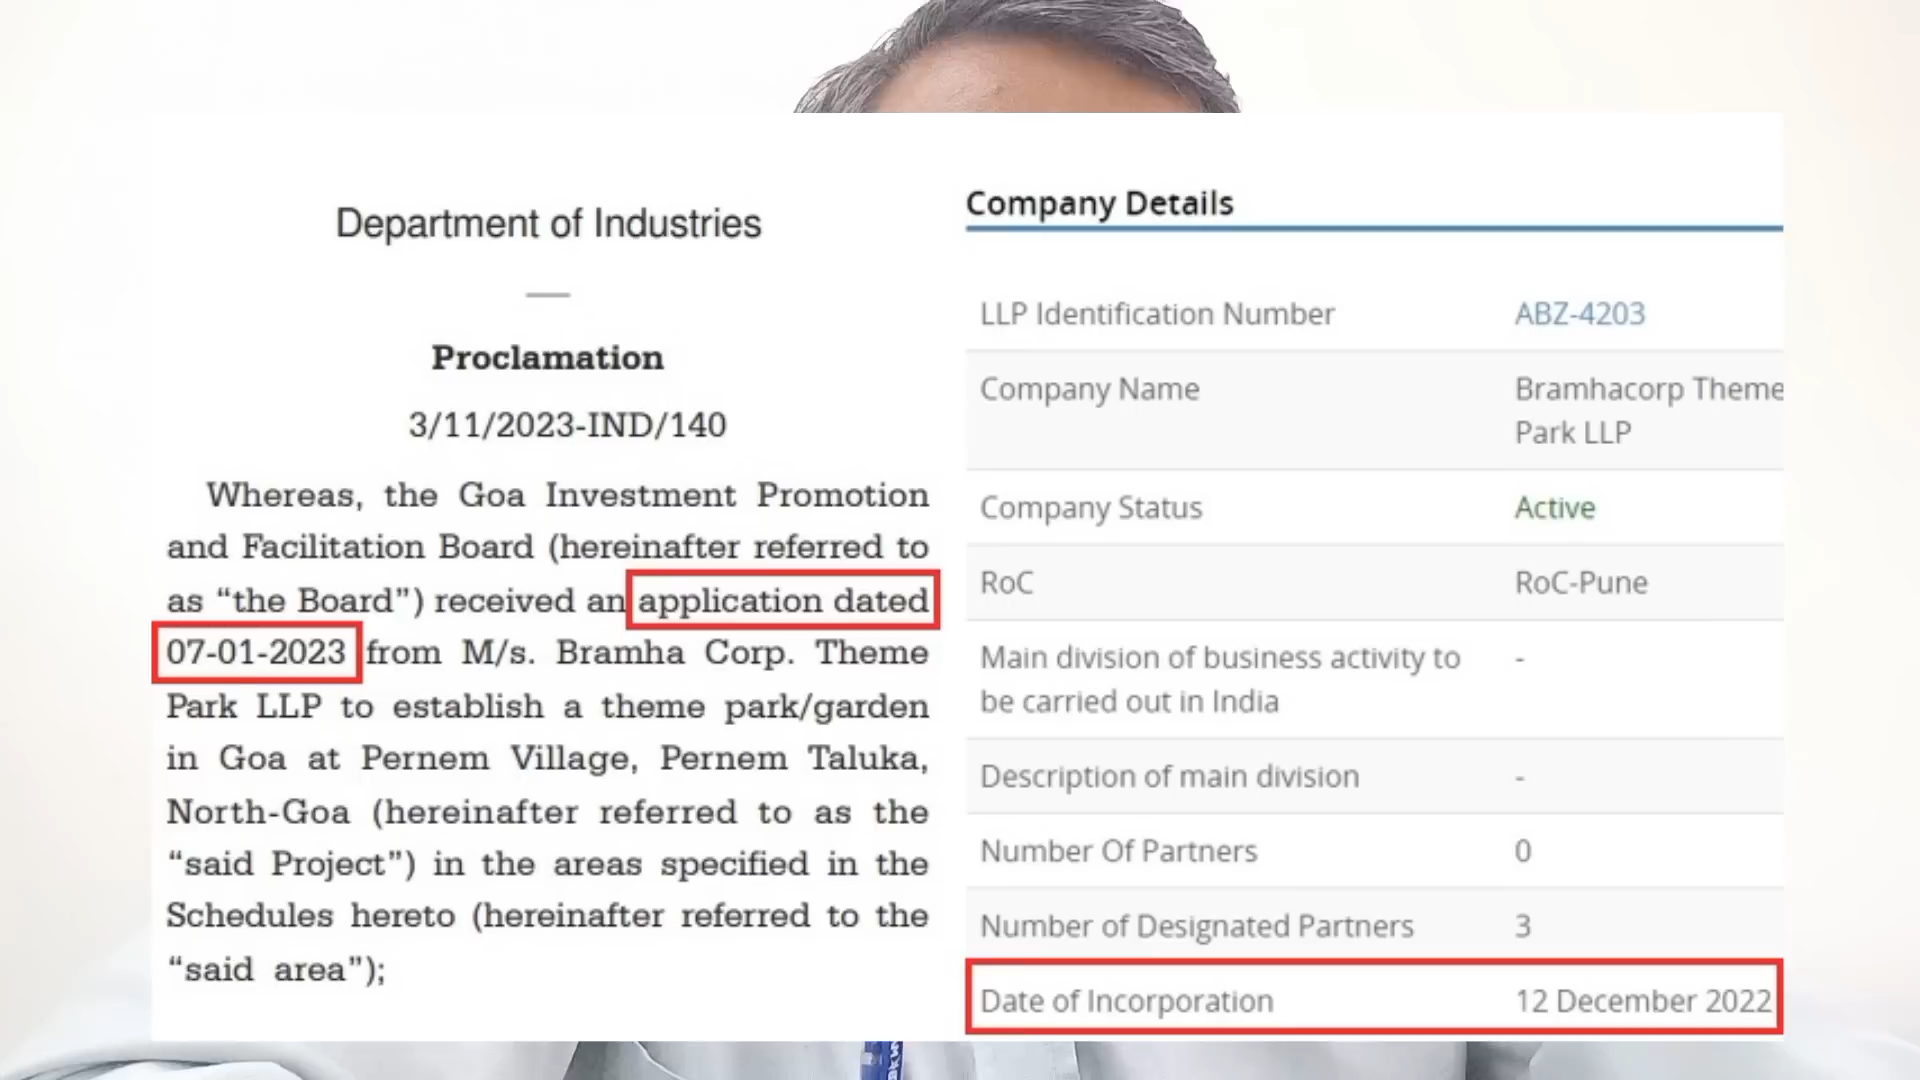 Department of Industries
Proclamation
3/11/2023-IND/140
Whereas, the Goa Investment Promotion
and Facilitation Board (hereinafter referred to
as “the Board”) received an application dated
07-01-2023 from M/s. Bramha Corp. Theme
Park LLP to establish a theme park/garden
in Goa at Pernem Village, Pernem Taluka,
North-Goa (hereinafter referred to as the
“said Project”) in the areas specified in the
Schedules hereto (hereinafter referred to the
“said area”);
Company Details
LLP Identification Number ABZ-4203
Company Name Bramhacorp Theme
Park LLP
Company Status Active
RoC RoC-Pune
Main division of business activity to -
be carried out in India
Description of main division -
Number Of Partners 0
Number of Designated Partners 3
Date of Incorporation 12 December 2022